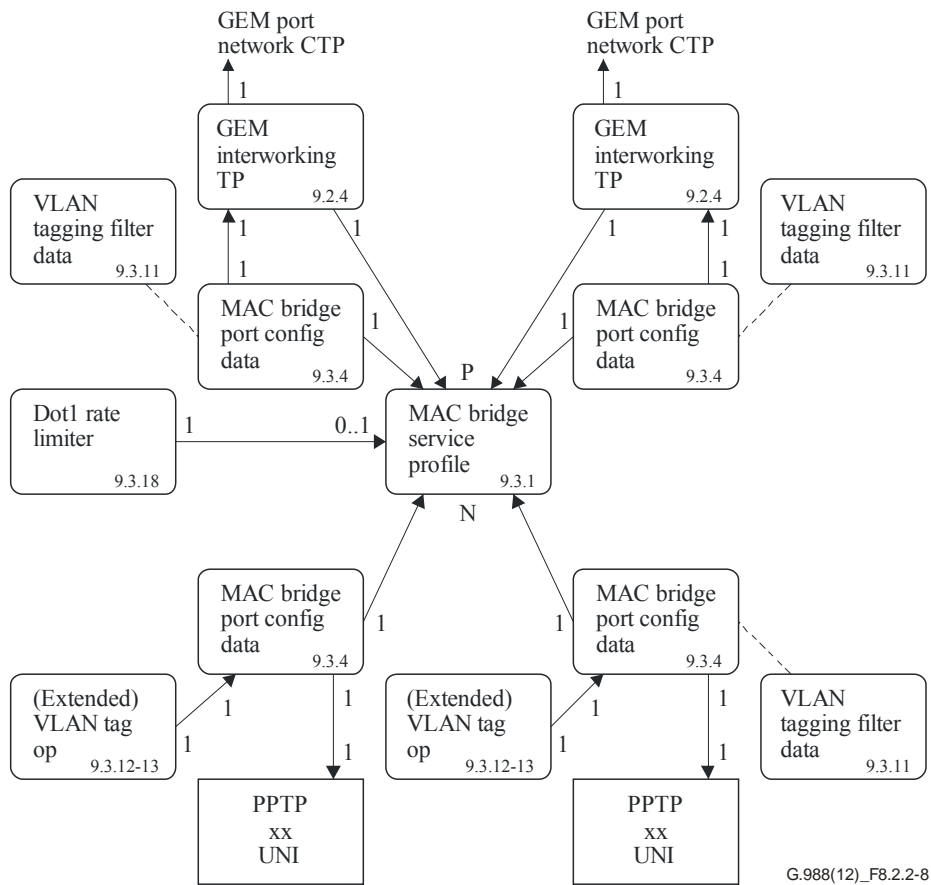 GEM port
network CTP
GEM port
network CTP
1
1
GEM
interworking
TP
9.2.4
GEM
interworking
TP
9.2.4
VLAN
tagging filter
data
9.3.11
VLAN
tagging filter
data
9.3.11
1
1
1
1
1
1
MAC bridge
port config
data
9.3.4
1
1
MAC bridge
port config
data
9.3.4
P
Dot1 rate
limiter
9.3.18
1
0..1
MAC bridge
service
profile
9.3.1
N
MAC bridge
port config
data
9.3.4
1
1
MAC bridge
port config
data
9.3.4
(Extended)
VLAN tag
op
9.3.12-13
1
1
1
1
(Extended)
VLAN tag
op
9.3.12-13
1
1
1
1
VLAN
tagging filter
data
9.3.11
PPTP
xx
UNI
PPTP
xx
UNI
G.988(12)_F8.2.2-8